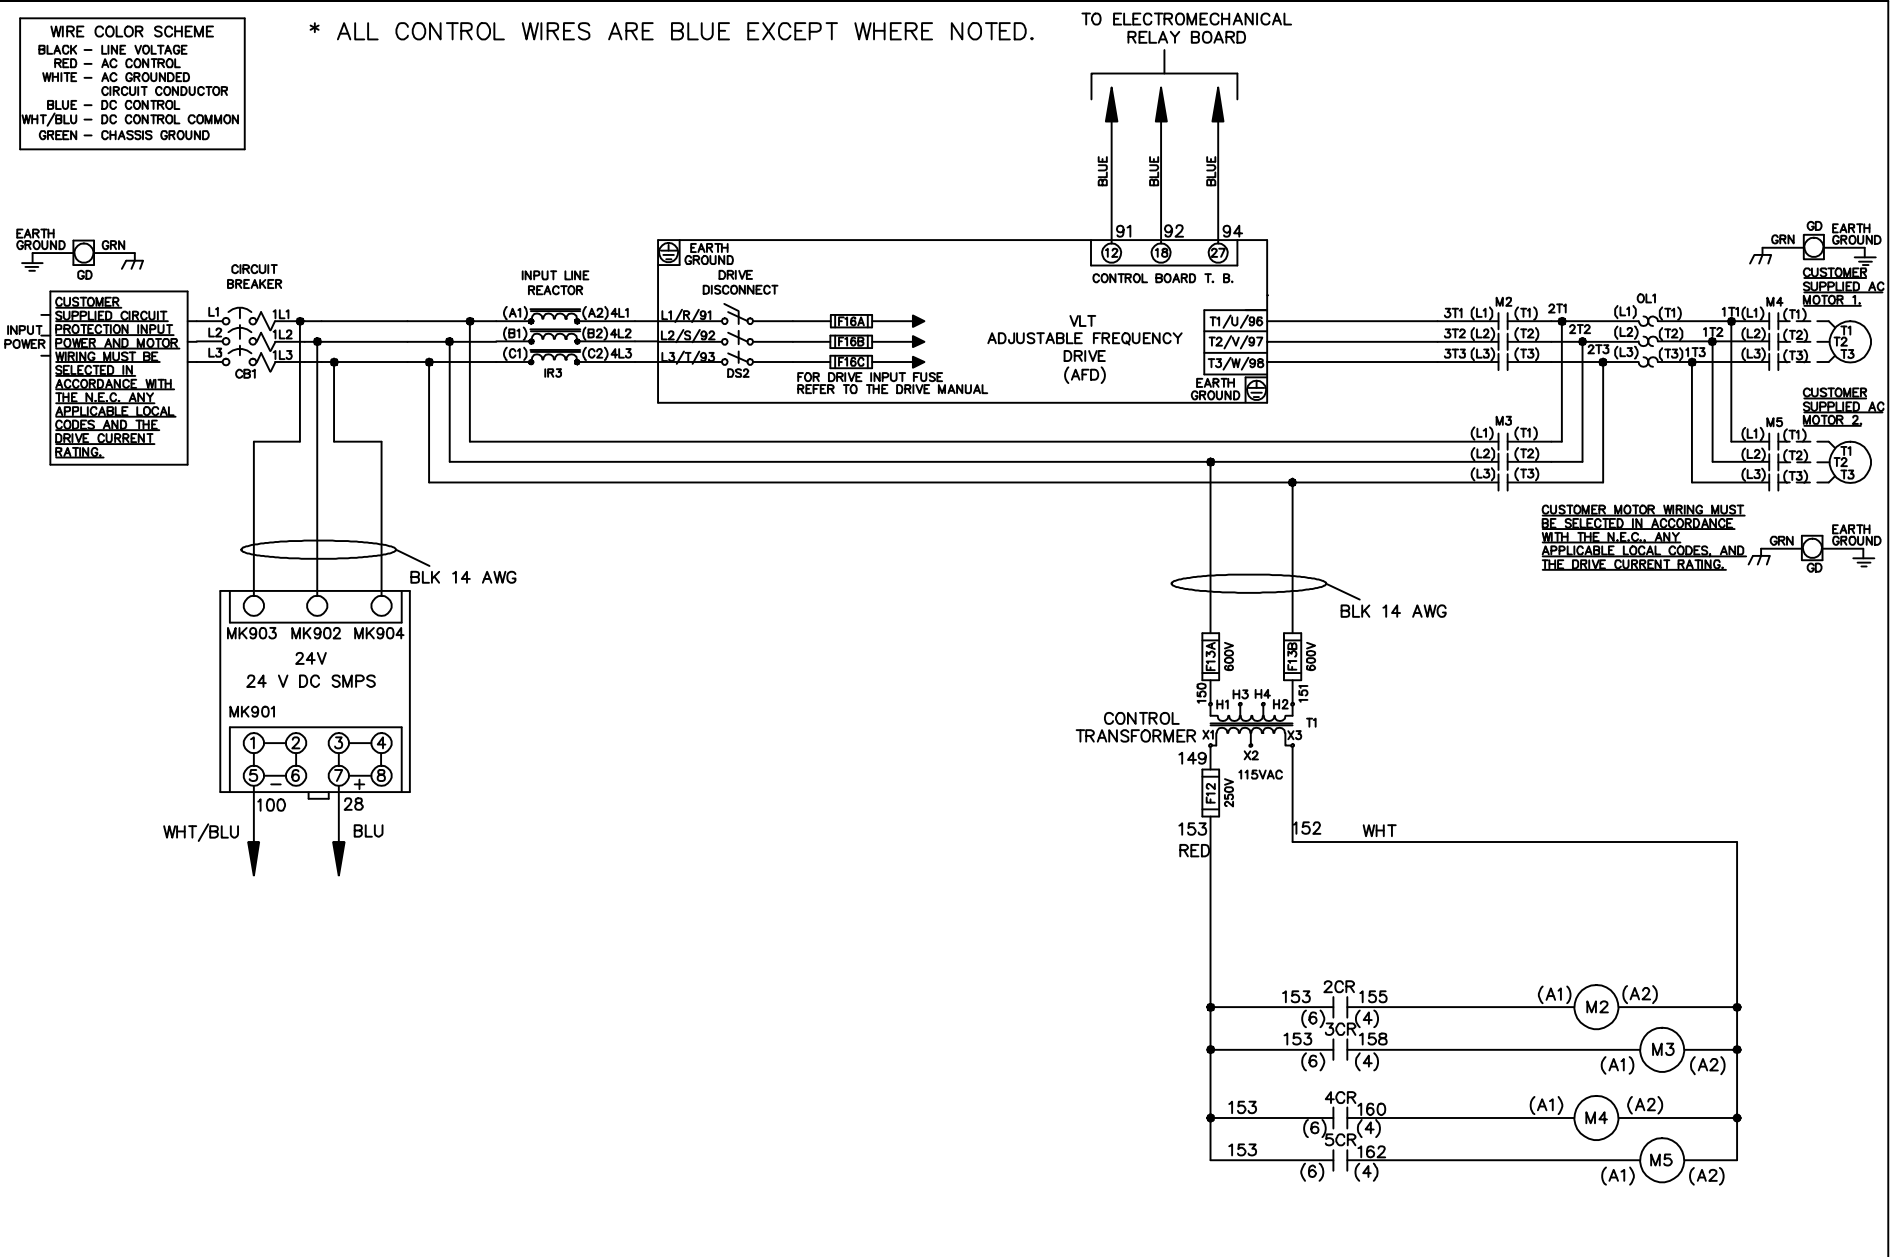 WIRE COLOR SCHEME
BLACK – LINE VOLTAGE
RED – AC CONTROL
WHITE – AC GROUNDED
CIRCUIT CONDUCTOR
BLUE – DC CONTROL
WHT/BLU – DC CONTROL COMMON
GREEN – CHASSIS GROUND
* ALL CONTROL WIRES ARE BLUE EXCEPT WHERE NOTED.
TO ELECTROMECHANICAL
RELAY BOARD
BLUE BLUE BLUE
91 92 94
12 18 27
CONTROL BOARD T. B.
EARTH
GROUND
GRN
GD
INPUT
POWER
CUSTOMER
SUPPLIED CIRCUIT
PROTECTION INPUT
POWER AND MOTOR
WIRING MUST BE
SELECTED IN
ACCORDANCE WITH
THE N.E.C. ANY
APPLICABLE LOCAL
CODES AND THE
DRIVE CURRENT
RATING.
CIRCUIT
BREAKER
L1 1L1
L2 1L2
L3 1L3
CB1
INPUT LINE
REACTOR
(A1) (A2) 4L1
(B1) (B2) 4L2
(C1) (C2) 4L3
IR3
EARTH
GROUND
DRIVE
DISCONNECT
L1/R/91
L2/S/92
L3/T/93
DS2
F16A
F16B
F16C
FOR DRIVE INPUT FUSE
REFER TO THE DRIVE MANUAL
VLT
ADJUSTABLE FREQUENCY
DRIVE
(AFD)
T1/U/96
T2/V/97
T3/W/98
EARTH
GROUND
M2
3T1 (L1) (T1) 2T1
3T2 (L2) (T2) 2T2
3T3 (L3) (T3) 2T3
OL1
(L1) (T1) 1T1
(L2) (T2) 1T2
(L3) (T3) 1T3
M4
(L1) (T1)
(L2) (T2)
(L3) (T3)
T1
T2
T3
GRN
GD
EARTH
GROUND
CUSTOMER
SUPPLIED AC
MOTOR 1.
M3
(L1) (T1)
(L2) (T2)
(L3) (T3)
M5
(L1) (T1)
(L2) (T2)
(L3) (T3)
T1
T2
T3
CUSTOMER
SUPPLIED AC
MOTOR 2.
CUSTOMER MOTOR WIRING MUST
BE SELECTED IN ACCORDANCE
WITH THE N.E.C., ANY
APPLICABLE LOCAL CODES, AND
THE DRIVE CURRENT RATING.
GRN
GD
EARTH
GROUND
BLK 14 AWG
MK903 MK902 MK904
24V
24 V DC SMPS
MK901
1 2 3 4
5 – 6 7 + 8
100 28
WHT/BLU BLU
BLK 14 AWG
F13A 600V
F13B 600V
150 151
H1 H3 H4 H2
T1
CONTROL
TRANSFORMER
X1 X2 X3
149
115VAC
F12 250V
153
RED
152 WHT
2CR
153 155
(6) (4)
(A1) M2 (A2)
3CR
153 158
(6) (4)
(A1) M3 (A2)
4CR
153 160
(6) (4)
(A1) M4 (A2)
5CR
153 162
(6) (4)
(A1) M5 (A2)